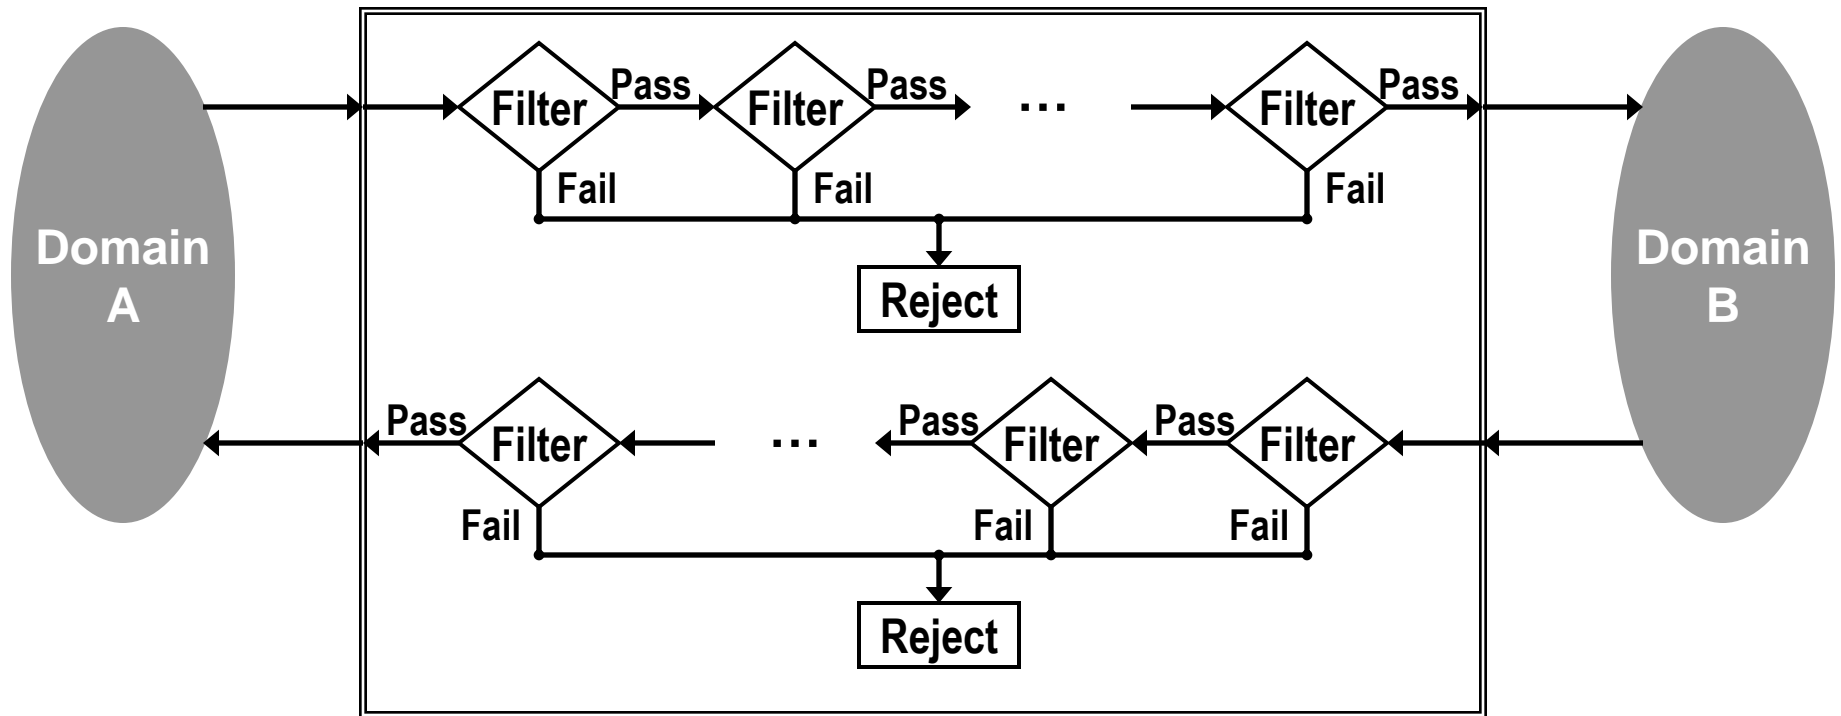 Domain
A
Filter
Pass
Filter
Pass
...
Filter
Pass
Fail
Fail
Fail
Reject
Domain
B
Pass
Filter
...
Pass
Filter
Pass
Filter
Fail
Fail
Fail
Reject